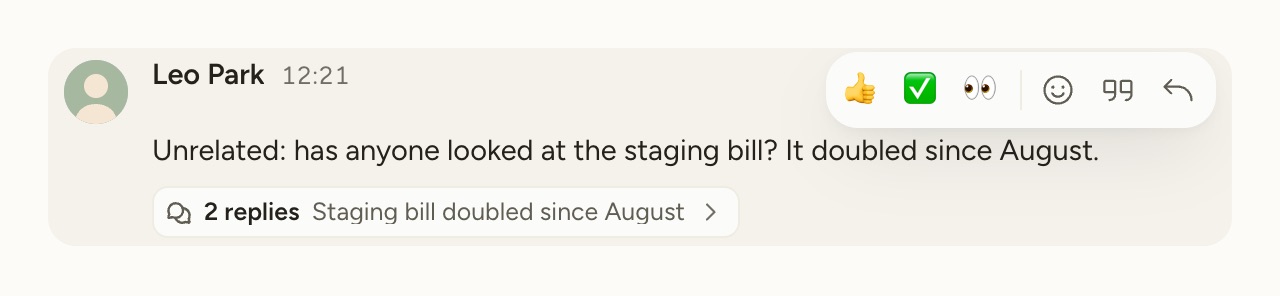 Leo Park 12:21
Unrelated: has anyone looked at the staging bill? It doubled since August.
2 replies Staging bill doubled since August